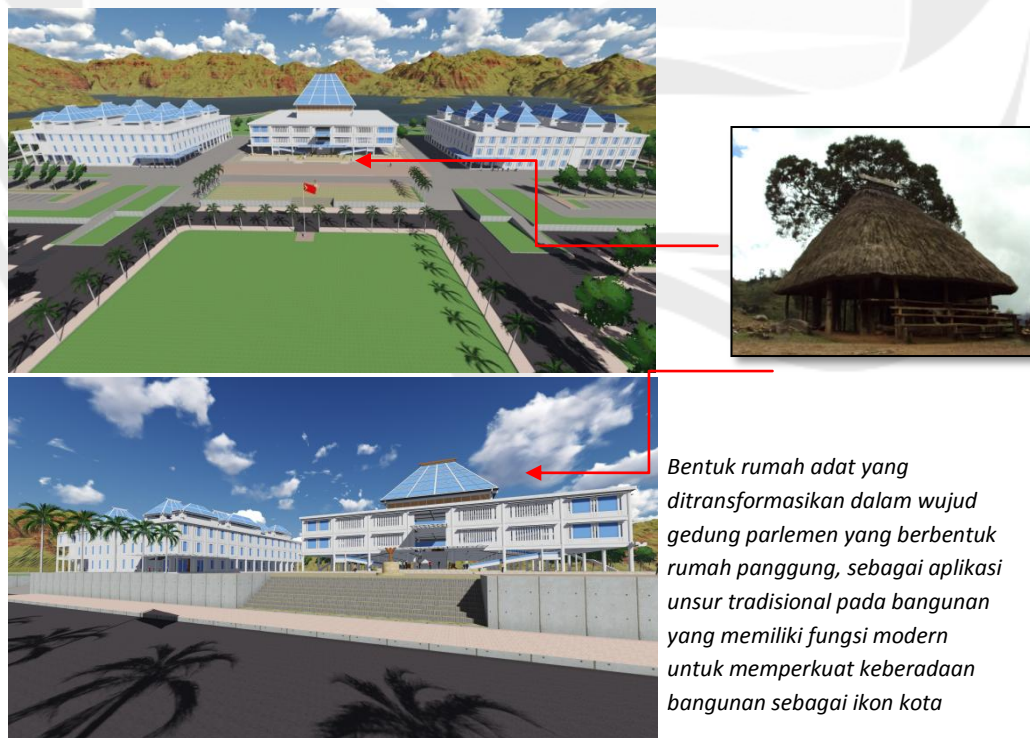 Bentuk rumah adat yang
ditransformasikan dalam wujud
gedung parlemen yang berbentuk
rumah panggung, sebagai aplikasi
unsur tradisional pada bangunan
yang memiliki fungsi modern
untuk memperkuat keberadaan
bangunan sebagai ikon kota